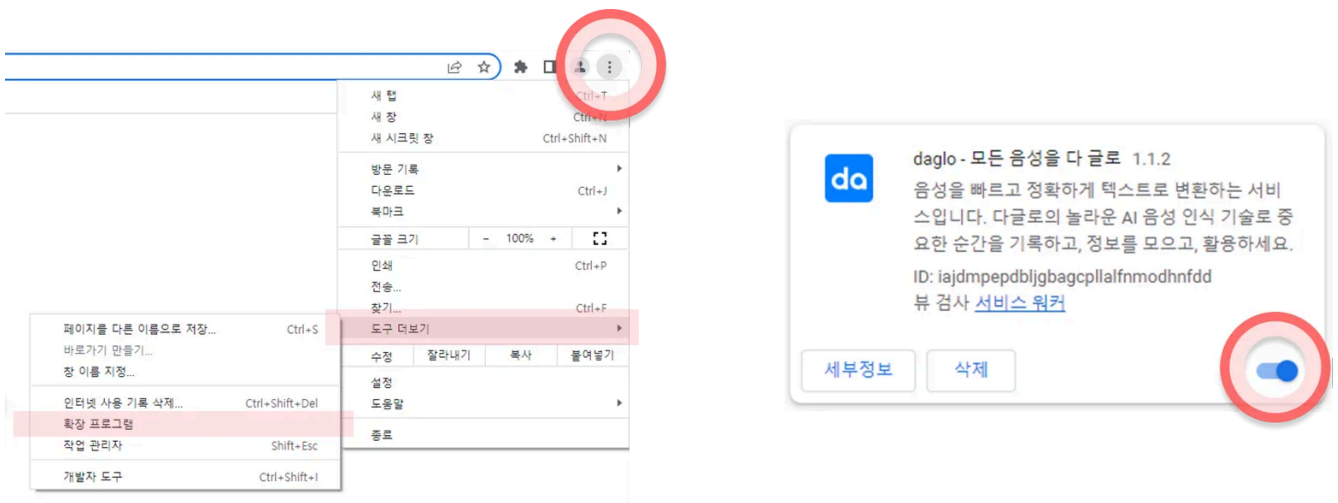 새 탭 Ctrl+T
새 창 Ctrl+N
새 시크릿 창 Ctrl+Shift+N
방문 기록
다운로드 Ctrl+J
북마크
글꼴 크기 - 100% +
인쇄 Ctrl+P
전송...
찾기... Ctrl+F
도구 더보기
수정 잘라내기 복사 붙여넣기
설정
도움말
종료
페이지를 다른 이름으로 저장... Ctrl+S
바로가기 만들기...
창 이름 지정...
인터넷 사용 기록 삭제... Ctrl+Shift+Del
확장 프로그램
작업 관리자 Shift+Esc
개발자 도구 Ctrl+Shift+I
da
daglo - 모든 음성을 다 글로 1.1.2
음성을 빠르고 정확하게 텍스트로 변환하는 서비
스입니다. 다글로의 놀라운 AI 음성 인식 기술로 중
요한 순간을 기록하고, 정보를 모으고, 활용하세요.
ID: iajdmpepdbljgbagcpllalfnmodhnfdd
뷰 검사 서비스 워커
세부정보 삭제